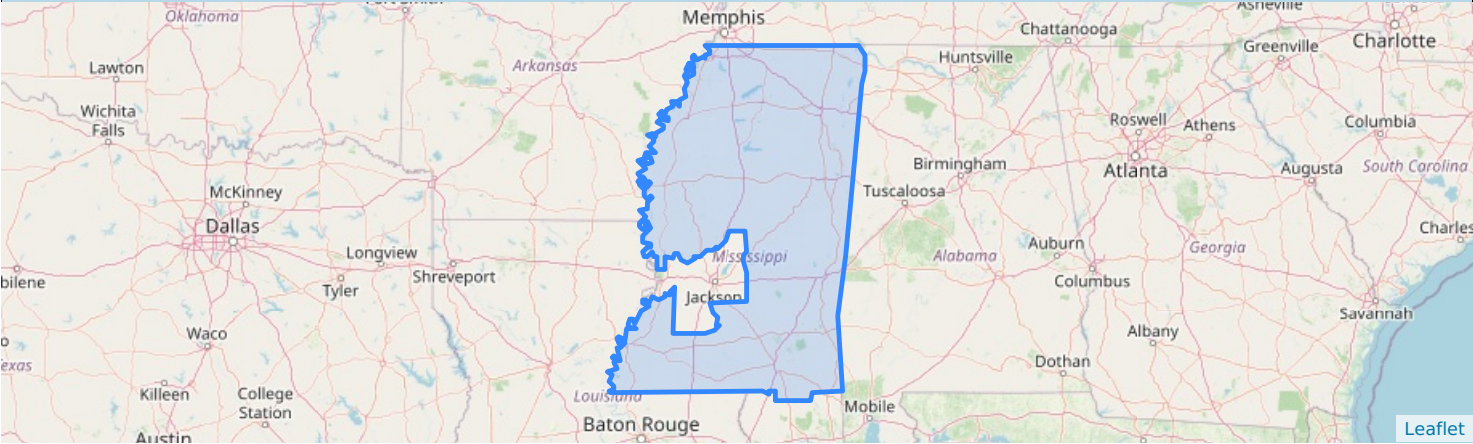 Oklahoma
Memphis
Asheville
Charlotte
Chattanooga
Greenville
Huntsville
Arkansas
Lawton
Wichita
Falls
Roswell
Athens
Columbia
Birmingham
Atlanta
Augusta
South Carolina
McKinney
Tuscaloosa
Dallas
Charles
Longview
Auburn
Georgia
Mississippi
Alabama
Shreveport
bilene
Tyler
Columbus
Jackson
Savannah
Waco
Albany
exas
Dothan
Killeen
College
Station
Louisiana
Mobile
Baton Rouge
Austin
Leaflet